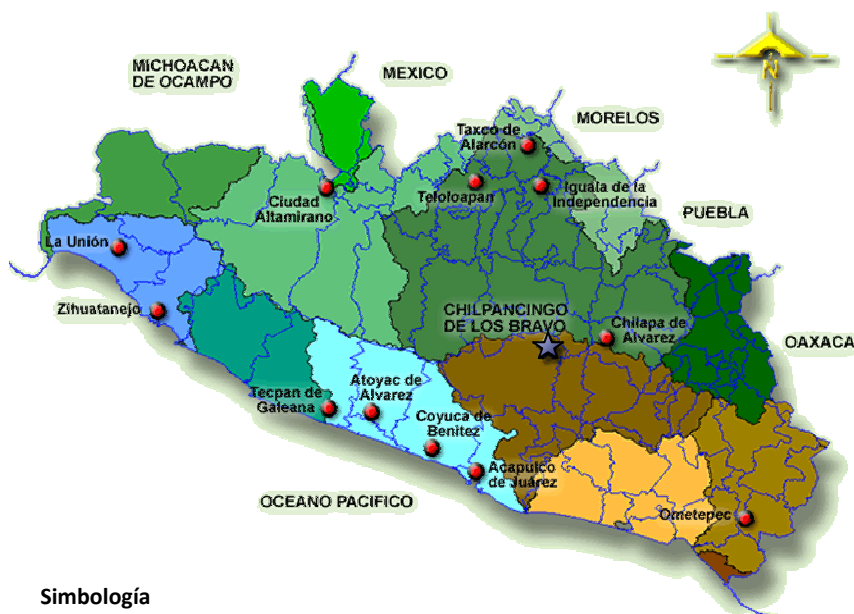 MICHOACAN
DE OCAMPO
MEXICO
N
MORELOS
Taxco de
Alarcón
Teloloapan
Iguala de la
Independencia
Ciudad
Altamirano
PUEBLA
La Unión
Zihuatanejo
CHILPANCINGO
DE LOS BRAVO
Chilapa de
Alvarez
OAXACA
Tecpan de
Galeana
Atoyac de
Alvarez
Coyuca de
Benitez
Acapulco
de Juárez
OCEANO PACIFICO
Ometepec
Simbología